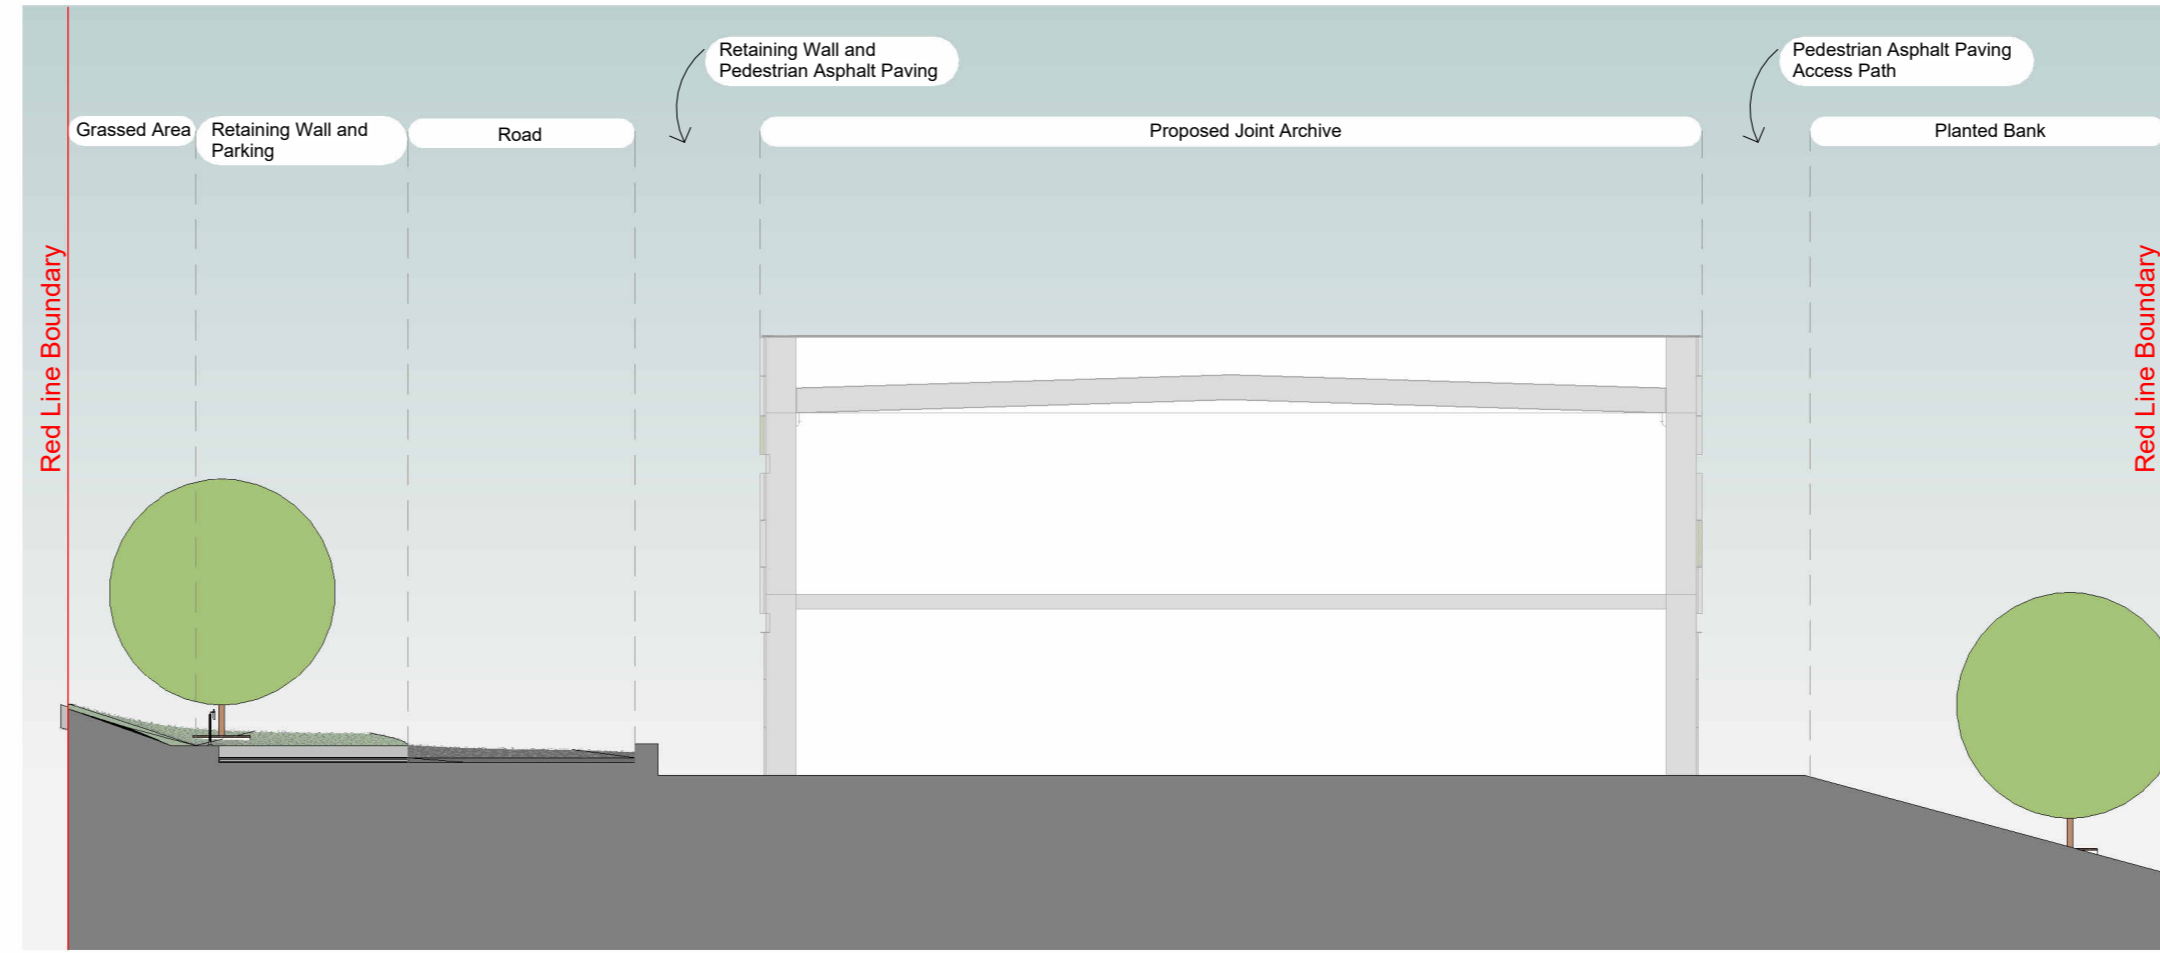 Retaining Wall and
Pedestrian Asphalt Paving
Pedestrian Asphalt Paving
Access Path
Grassed Area
Retaining Wall and
Parking
Road
Proposed Joint Archive
Planted Bank
Red Line Boundary
Red Line Boundary